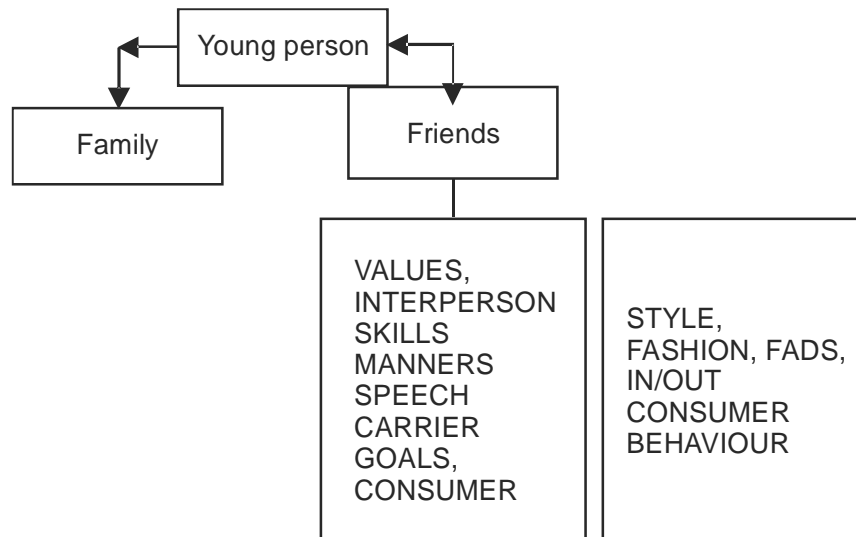 Young person
Family
Friends
VALUES,
INTERPERSON
SKILLS
MANNERS
SPEECH
CARRIER
GOALS,
CONSUMER
STYLE,
FASHION, FADS,
IN/OUT
CONSUMER
BEHAVIOUR